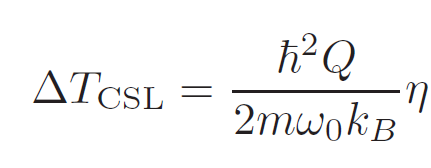 ΔT_CSL = ħ²Q / 2mω₀k_B η